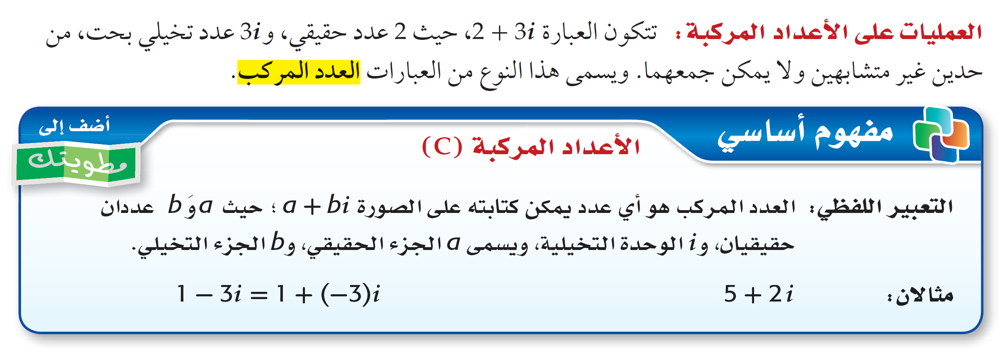 العمليات على الأعداد المركبة: تتكون العبارة 2 + 3i، حيث 2 عدد حقيقي، و 3i عدد تخيلي بحت، من
حدين غير متشابهين ولا يمكن جمعهما. ويسمى هذا النوع من العبارات العدد المركب.
مفهوم أساسي
الأعداد المركبة (C)
أضف إلى
مطويتك
التعبير اللفظي: العدد المركب هو أي عدد يمكن كتابته على الصورة a + bi ؛ حيث a وَ b عددان
حقيقيان، و i الوحدة التخيلية، ويسمى a الجزء الحقيقي، و b الجزء التخيلي.
مثالان: 5 + 2i 1 − 3i = 1 + (−3)i